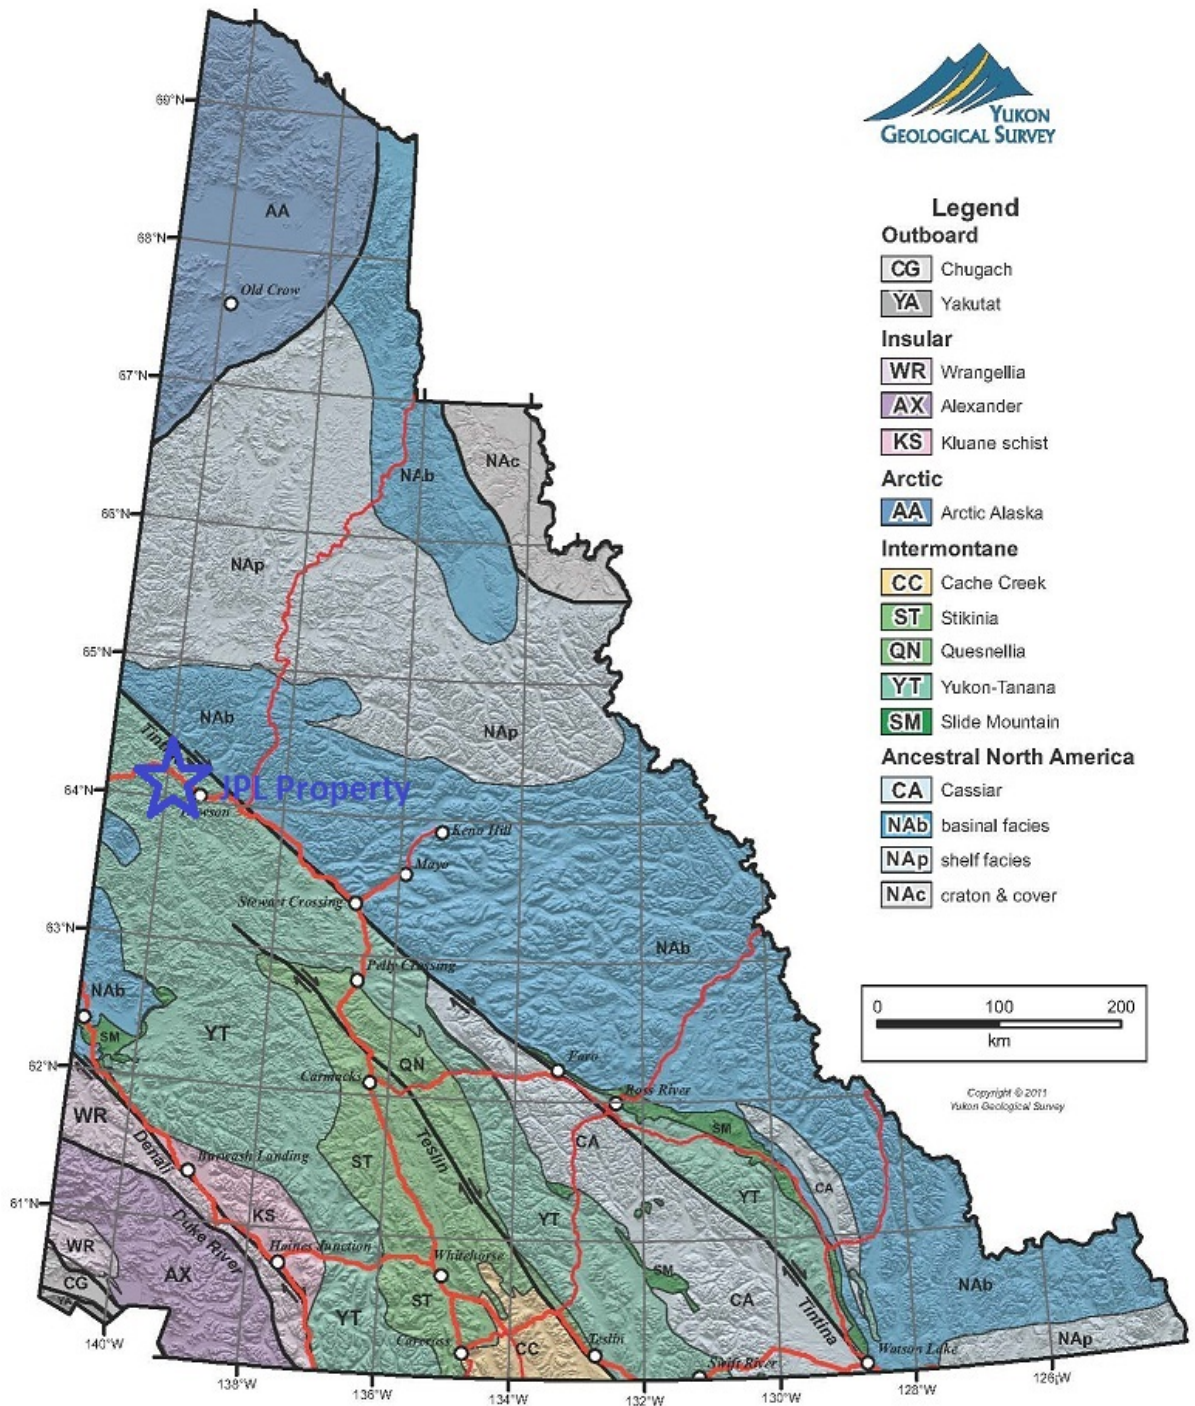 YUKON
GEOLOGICAL SURVEY
Legend
Outboard
CG Chugach
YA Yakutat
Insular
WR Wrangellia
AX Alexander
KS Kluane schist
Arctic
AA Arctic Alaska
Intermontane
CC Cache Creek
ST Stikinia
QN Quesnellia
YT Yukon-Tanana
SM Slide Mountain
Ancestral North America
CA Cassiar
NAb basinal facies
NAp shelf facies
NAc craton & cover
0 100 200
km
Copyright © 2011
Yukon Geological Survey
69°N
AA
68°N
Old Crow
67°N
NAc
NAb
66°N
NAp
65°N
NAb
NAp
JPL Property
64°N
Keno Hill
Mayo
Stewart Crossing
63°N
NAb
Pelly Crossing
NAb
YT
SM
QN
Faro
62°N
Carmacks
Ross River
WR
SM
Denali
Teslin
CA
Burwash Landing
ST
CA
YT
61°N
KS
YT
Duke River
Haines Junction
Whitehorse
WR
SM
AX
CG
YA
NAb
ST
CA
YT
Tintina
Carcross
CC
Teslin
Watson Lake
NAp
Swift River
140°W
138°W
136°W
134°W
132°W
130°W
128°W
126°W